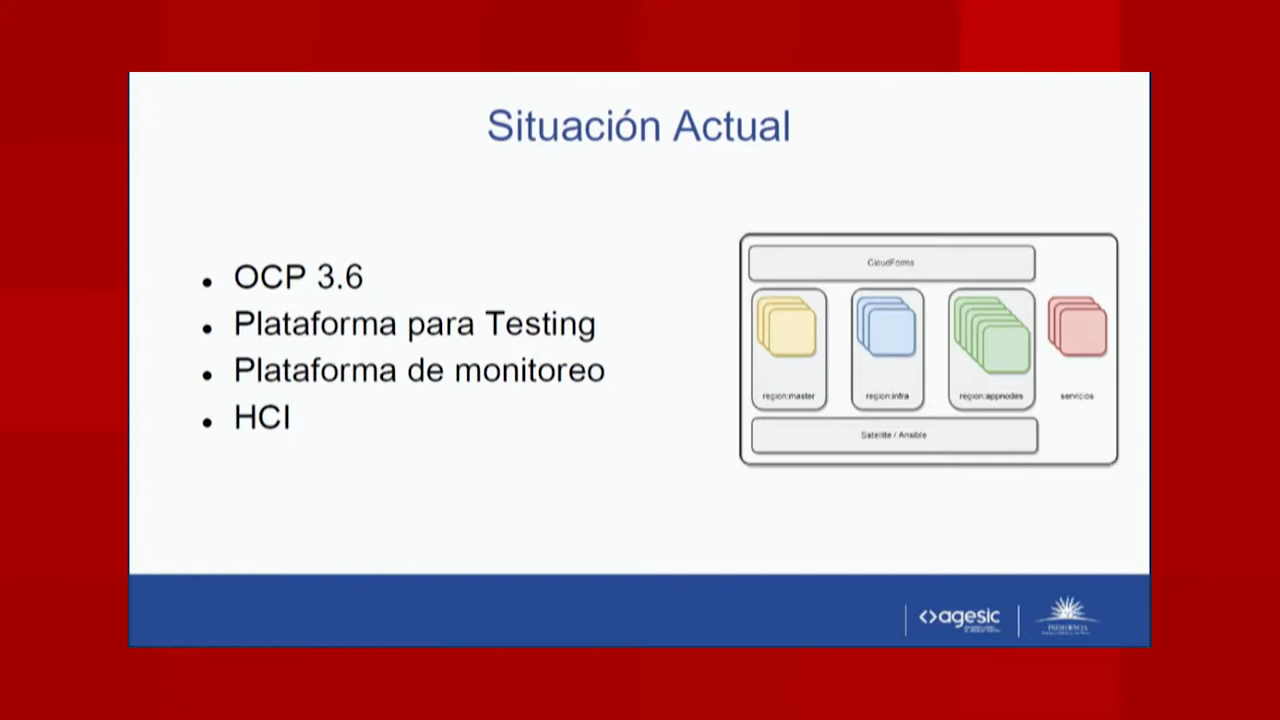 Situación Actual
OCP 3.6
Plataforma para Testing
Plataforma de monitoreo
HCI
CloudForms
region:master
region:infra
region:appnodes
servicios
Satellite / Ansible
agesic
PRESIDENCIA